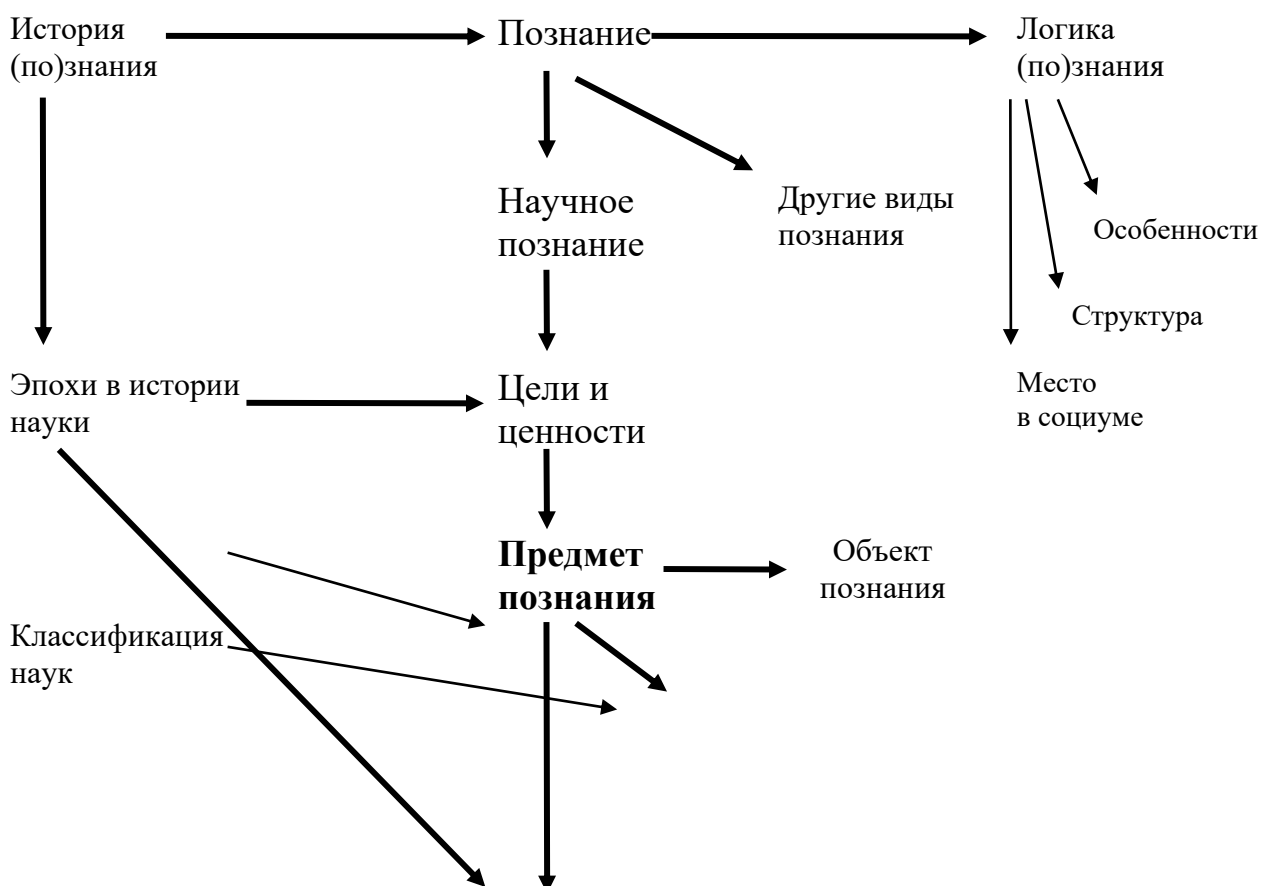 История
(по)знания
Познание
Логика
(по)знания
Научное
познание
Другие виды
познания
Особенности
Структура
Эпохи в истории
науки
Цели и
ценности
Место
в социуме
Предмет
познания
Объект
познания
Классификация
наук